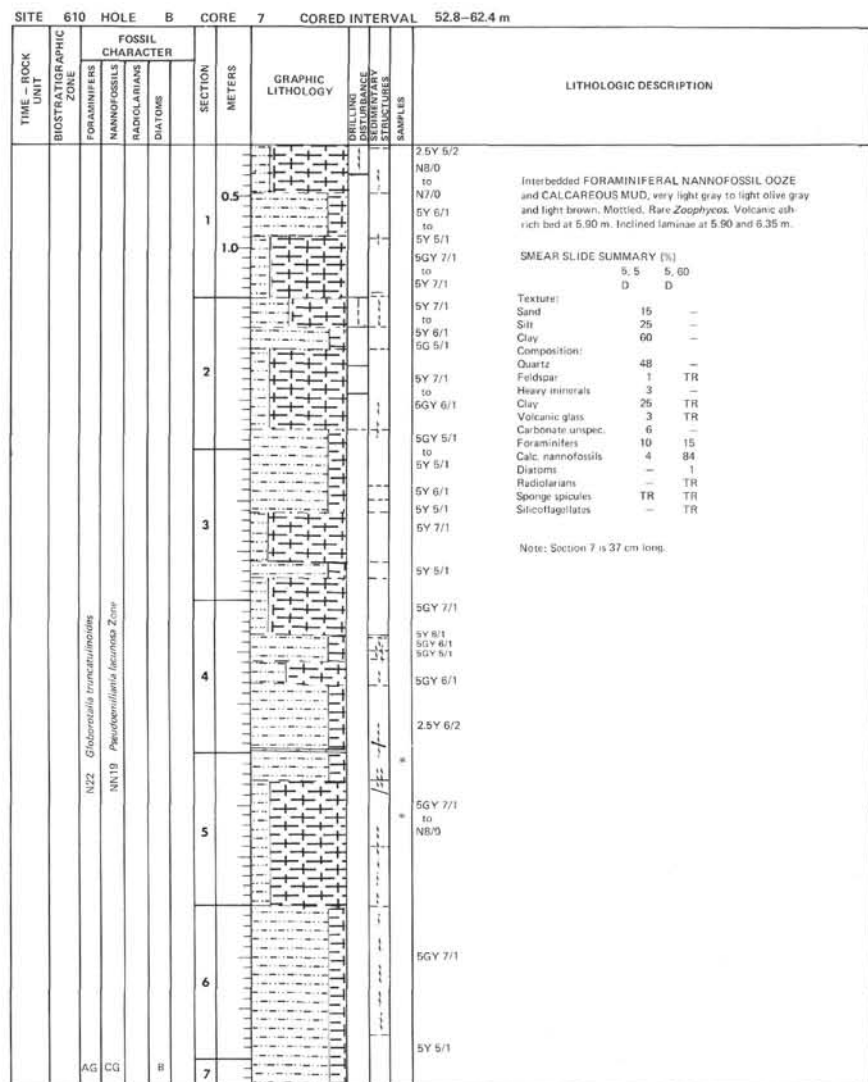 SITE 610 HOLE B CORE 7 CORED INTERVAL 52.8–62.4 m
TIME – ROCK UNIT
BIOSTRATIGRAPHIC ZONE
FOSSIL CHARACTER
FORAMINIFERS
NANNOFOSSILS
RADIOLARIANS
DIATOMS
SECTION
METERS
GRAPHIC LITHOLOGY
DRILLING DISTURBANCE
SEDIMENTARY STRUCTURES
SAMPLES
LITHOLOGIC DESCRIPTION
N22 Globorotalia truncatulinoides
NN19 Pseudoemiliania lacunosa Zone
AG CG B
1
0.5
1.0
2
3
4
5
6
7
2.5Y 5/2
N8/0
to
N7/0
5Y 6/1
to
5Y 5/1
5GY 7/1
to
5Y 7/1
5Y 7/1
to
5Y 6/1
5G 5/1
5Y 7/1
to
5GY 6/1
5GY 5/1
to
5Y 5/1
5Y 6/1
5Y 5/1
5Y 7/1
5Y 5/1
5GY 7/1
5Y 6/1
5GY 6/1
5GY 5/1
5GY 6/1
2.5Y 6/2
*
5GY 7/1
to
N8/0
*
5GY 7/1
5Y 5/1
Interbedded FORAMINIFERAL NANNOFOSSIL OOZE
and CALCAREOUS MUD, very light gray to light olive gray
and light brown. Mottled. Rare Zoophycos. Volcanic ash-
rich bed at 5.90 m. Inclined laminae at 5.90 and 6.35 m.
SMEAR SLIDE SUMMARY (%)
5, 5 5, 60
D D
Texture:
Sand 15 –
Silt 25 –
Clay 60 –
Composition:
Quartz 48 –
Feldspar 1 TR
Heavy minerals 3 –
Clay 25 TR
Volcanic glass 3 TR
Carbonate unspec. 6 –
Foraminifers 10 15
Calc. nannofossils 4 84
Diatoms – 1
Radiolarians – TR
Sponge spicules TR TR
Silicoflagellates – TR
Note: Section 7 is 37 cm long.